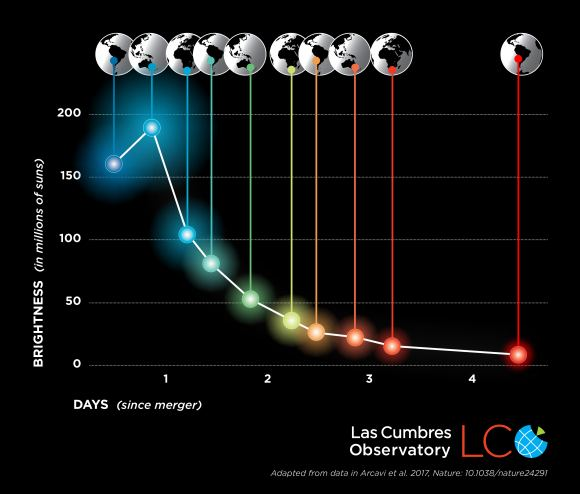 200
150
100
50
0
BRIGHTNESS (in millions of suns)
1 2 3 4
DAYS (since merger)
Las Cumbres
Observatory
LCO
Adapted from data in Arcavi et al. 2017, Nature: 10.1038/nature24291